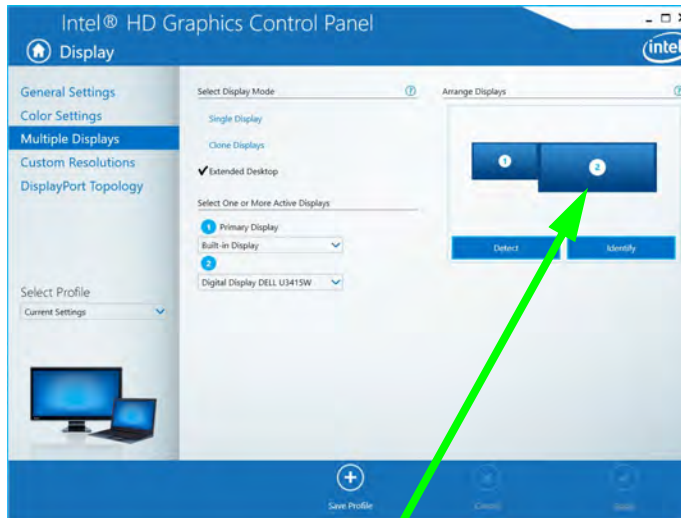 Intel® HD Graphics Control Panel
Display
intel
General Settings
Color Settings
Multiple Displays
Custom Resolutions
DisplayPort Topology
Select Profile
Current Settings
Select Display Mode ?
Single Display
Clone Displays
Extended Desktop
Select One or More Active Displays
1 Primary Display
Built-in Display
2
Digital Display DELL U3415W
Arrange Displays ?
1 2
Detect Identify
Save Profile
Cancel